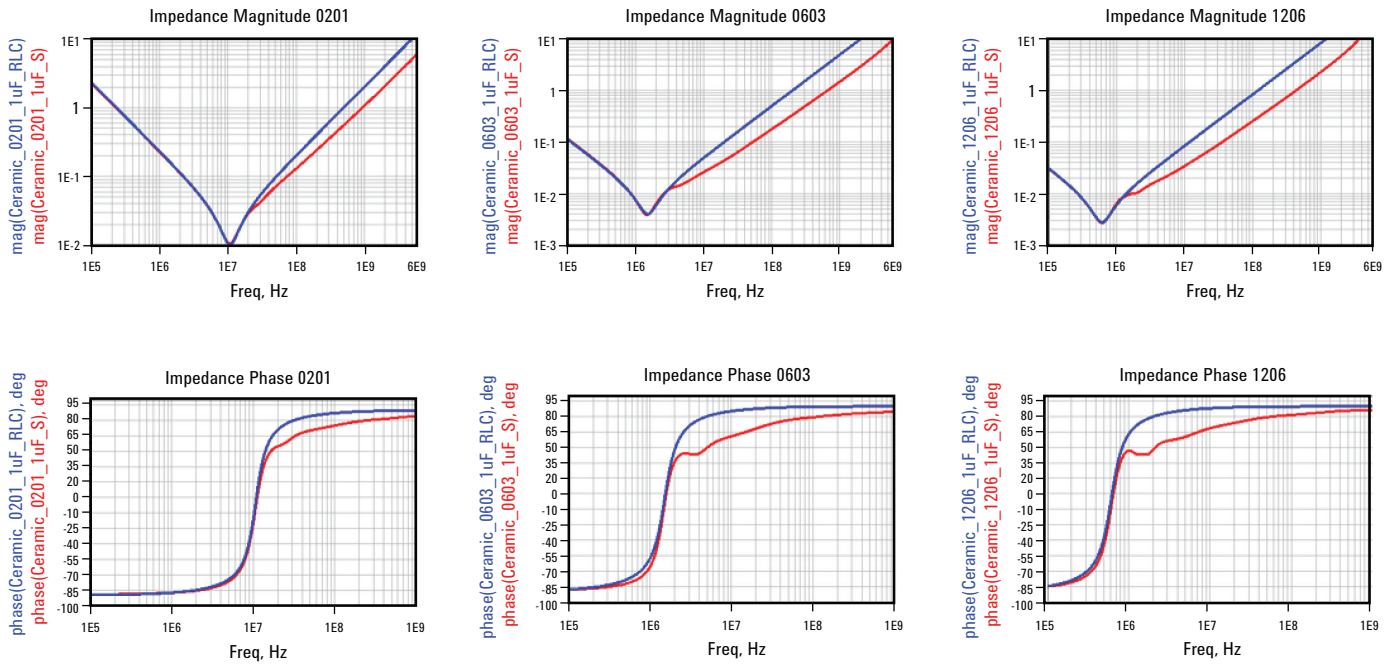 Impedance Magnitude 0201
mag(Ceramic_0201_1uF_RLC)
mag(Ceramic_0201_1uF_S)
1E1
1
1E-1
1E-2
1E5 1E6 1E7 1E8 1E9 6E9
Freq, Hz
Impedance Magnitude 0603
mag(Ceramic_0603_1uF_RLC)
mag(Ceramic_0603_1uF_S)
1E1
1
1E-1
1E-2
1E-3
1E5 1E6 1E7 1E8 1E9 6E9
Freq, Hz
Impedance Magnitude 1206
mag(Ceramic_1206_1uF_RLC)
mag(Ceramic_1206_1uF_S)
1E1
1
1E-1
1E-2
1E-3
1E5 1E6 1E7 1E8 1E9 6E9
Freq, Hz
Impedance Phase 0201
phase(Ceramic_0201_1uF_RLC), deg
phase(Ceramic_0201_1uF_S), deg
95
80
65
50
35
20
5
0
-10
-25
-40
-55
-70
-85
-100
1E5 1E6 1E7 1E8 1E9
Freq, Hz
Impedance Phase 0603
phase(Ceramic_0603_1uF_RLC), deg
phase(Ceramic_0603_1uF_S), deg
95
80
65
50
35
20
0
-10
-25
-40
-55
-70
-85
-100
1E5 1E6 1E7 1E8 1E9
Freq, Hz
Impedance Phase 1206
phase(Ceramic_1206_1uF_RLC), deg
phase(Ceramic_1206_1uF_S), deg
95
80
65
50
35
20
0
-10
-25
-40
-55
-70
-85
-100
1E5 1E6 1E7 1E8 1E9
Freq, Hz